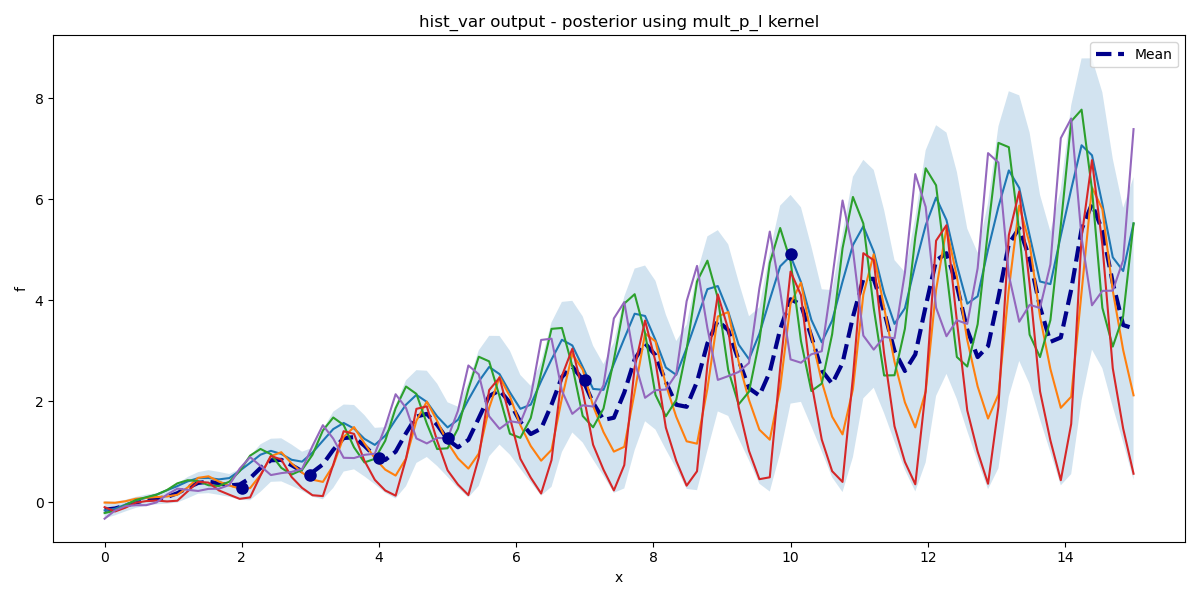 hist_var output - posterior using mult_p_l kernel
Mean
f
8
6
4
2
0
0 2 4 6 8 10 12 14
x